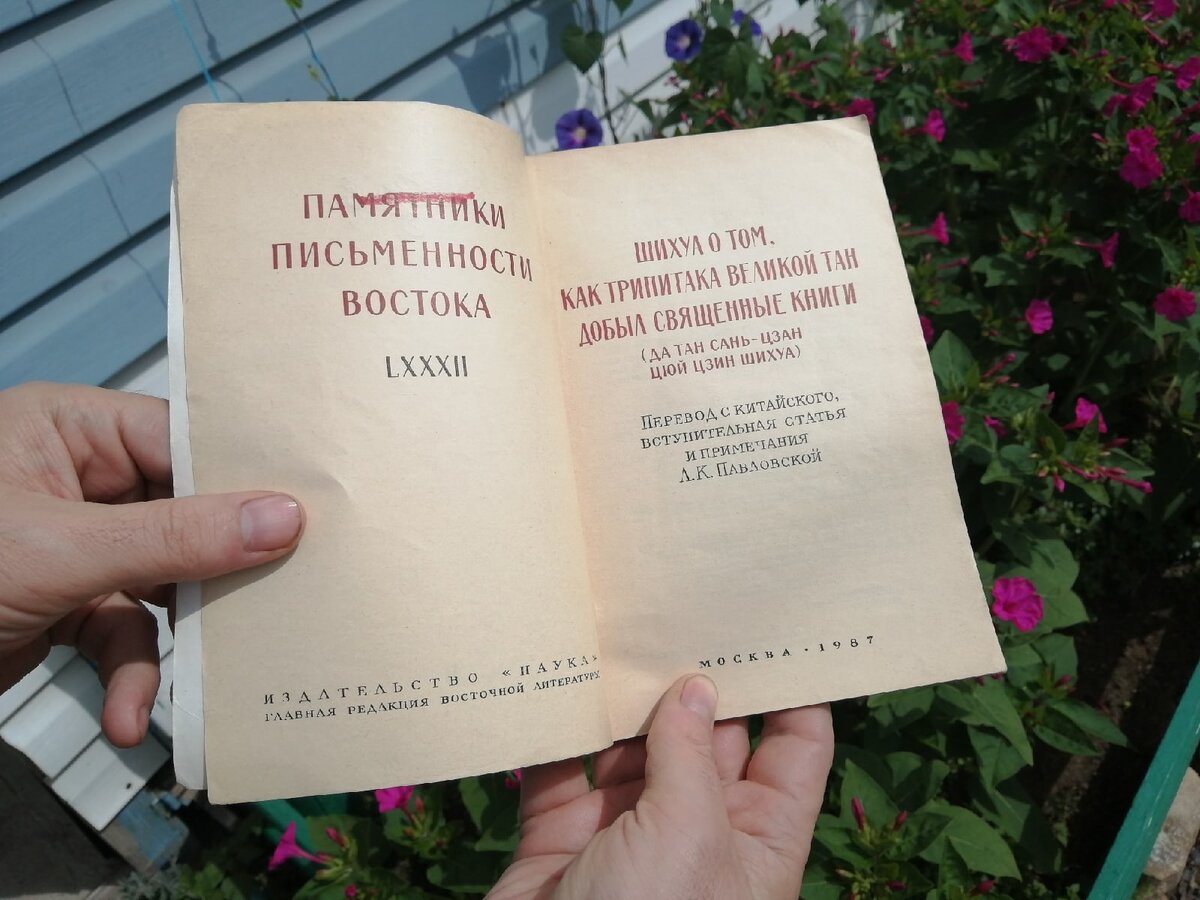 ПАМЯТНИКИ
ПИСЬМЕННОСТИ
ВОСТОКА
LXXXII
ИЗДАТЕЛЬСТВО «НАУКА»
ГЛАВНАЯ РЕДАКЦИЯ ВОСТОЧНОЙ ЛИТЕРАТУРЫ
ШИХУА О ТОМ,
КАК ТРИПИТАКА ВЕЛИКОЙ ТАН
ДОБЫЛ СВЯЩЕННЫЕ КНИГИ
(ДА ТАН САНЬ-ЦЗАН
ЦЮЙ ЦЗИН ШИХУА)
ПЕРЕВОД С КИТАЙСКОГО,
ВСТУПИТЕЛЬНАЯ СТАТЬЯ
И ПРИМЕЧАНИЯ
Л.К. ПАВЛОВСКОЙ
МОСКВА · 1987